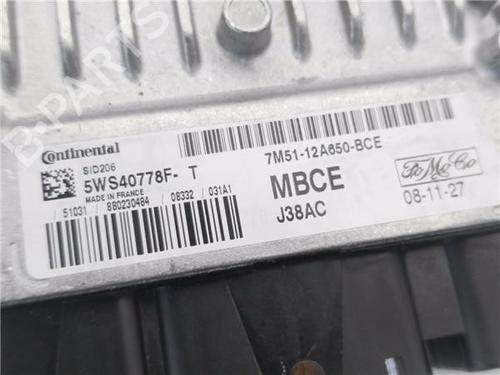 B-PARTS
Continental
SID206
5WS40778F- T
MADE IN FRANCE
/51031 / 880230484 / 08332 / 031A1
7M51-12A650-BCE
MBCE
J38AC
FoMoCo
08-11-27